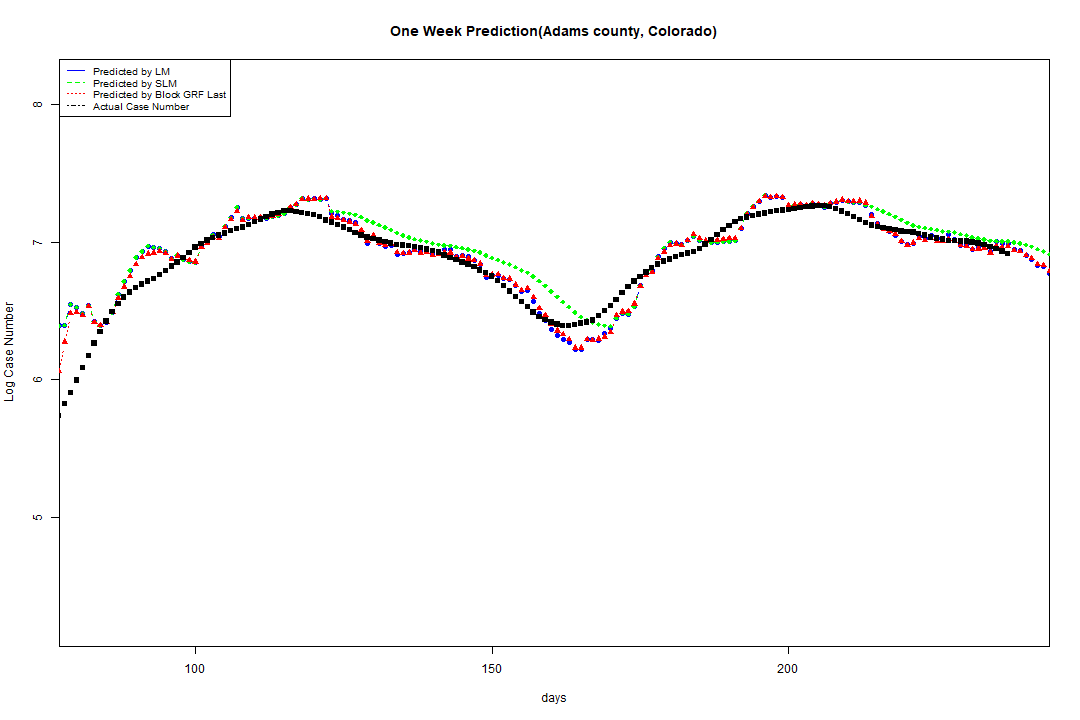 One Week Prediction(Adams county, Colorado)
Predicted by LM
Predicted by SLM
Predicted by Block GRF Last
Actual Case Number
8
7
6
5
Log Case Number
100 150 200
days